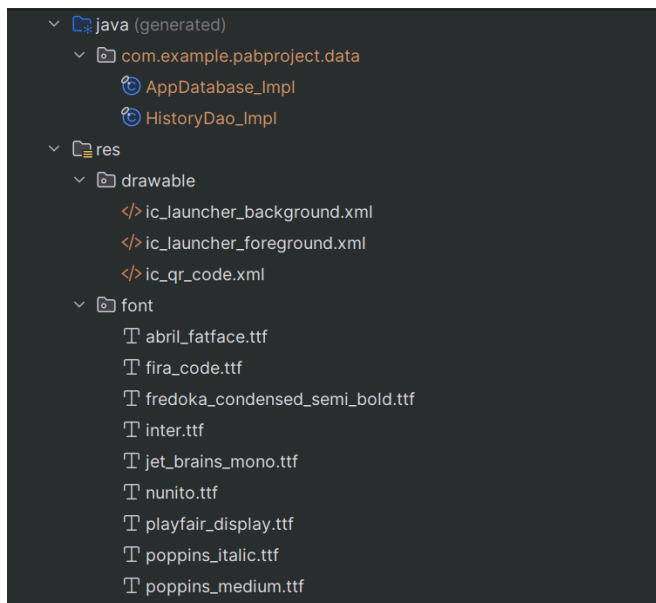 java (generated)
com.example.pabproject.data
AppDatabase_Impl
HistoryDao_Impl
res
drawable
ic_launcher_background.xml
ic_launcher_foreground.xml
ic_qr_code.xml
font
abril_fatface.ttf
fira_code.ttf
fredoka_condensed_semi_bold.ttf
inter.ttf
jet_brains_mono.ttf
nunito.ttf
playfair_display.ttf
poppins_italic.ttf
poppins_medium.ttf